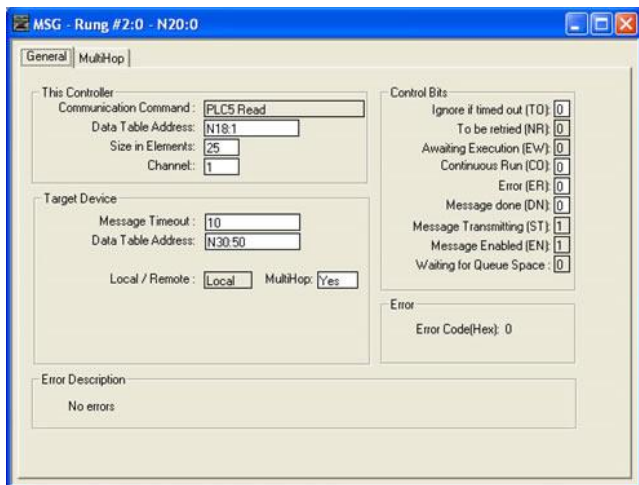 MSG - Rung #2:0 - N20:0
General MultiHop
This Controller
Communication Command : PLC5 Read
Data Table Address: N18:1
Size in Elements: 25
Channel:: 1
Target Device
Message Timeout : 10
Data Table Address: N30:50
Local / Remote : Local MultiHop: Yes
Control Bits
Ignore if timed out (TO): 0
To be retried (NR): 0
Awaiting Execution (EW): 0
Continuous Run (CO): 0
Error (ER): 0
Message done (DN): 0
Message Transmitting (ST): 1
Message Enabled (EN): 1
Waiting for Queue Space : 0
Error
Error Code(Hex): 0
Error Description
No errors